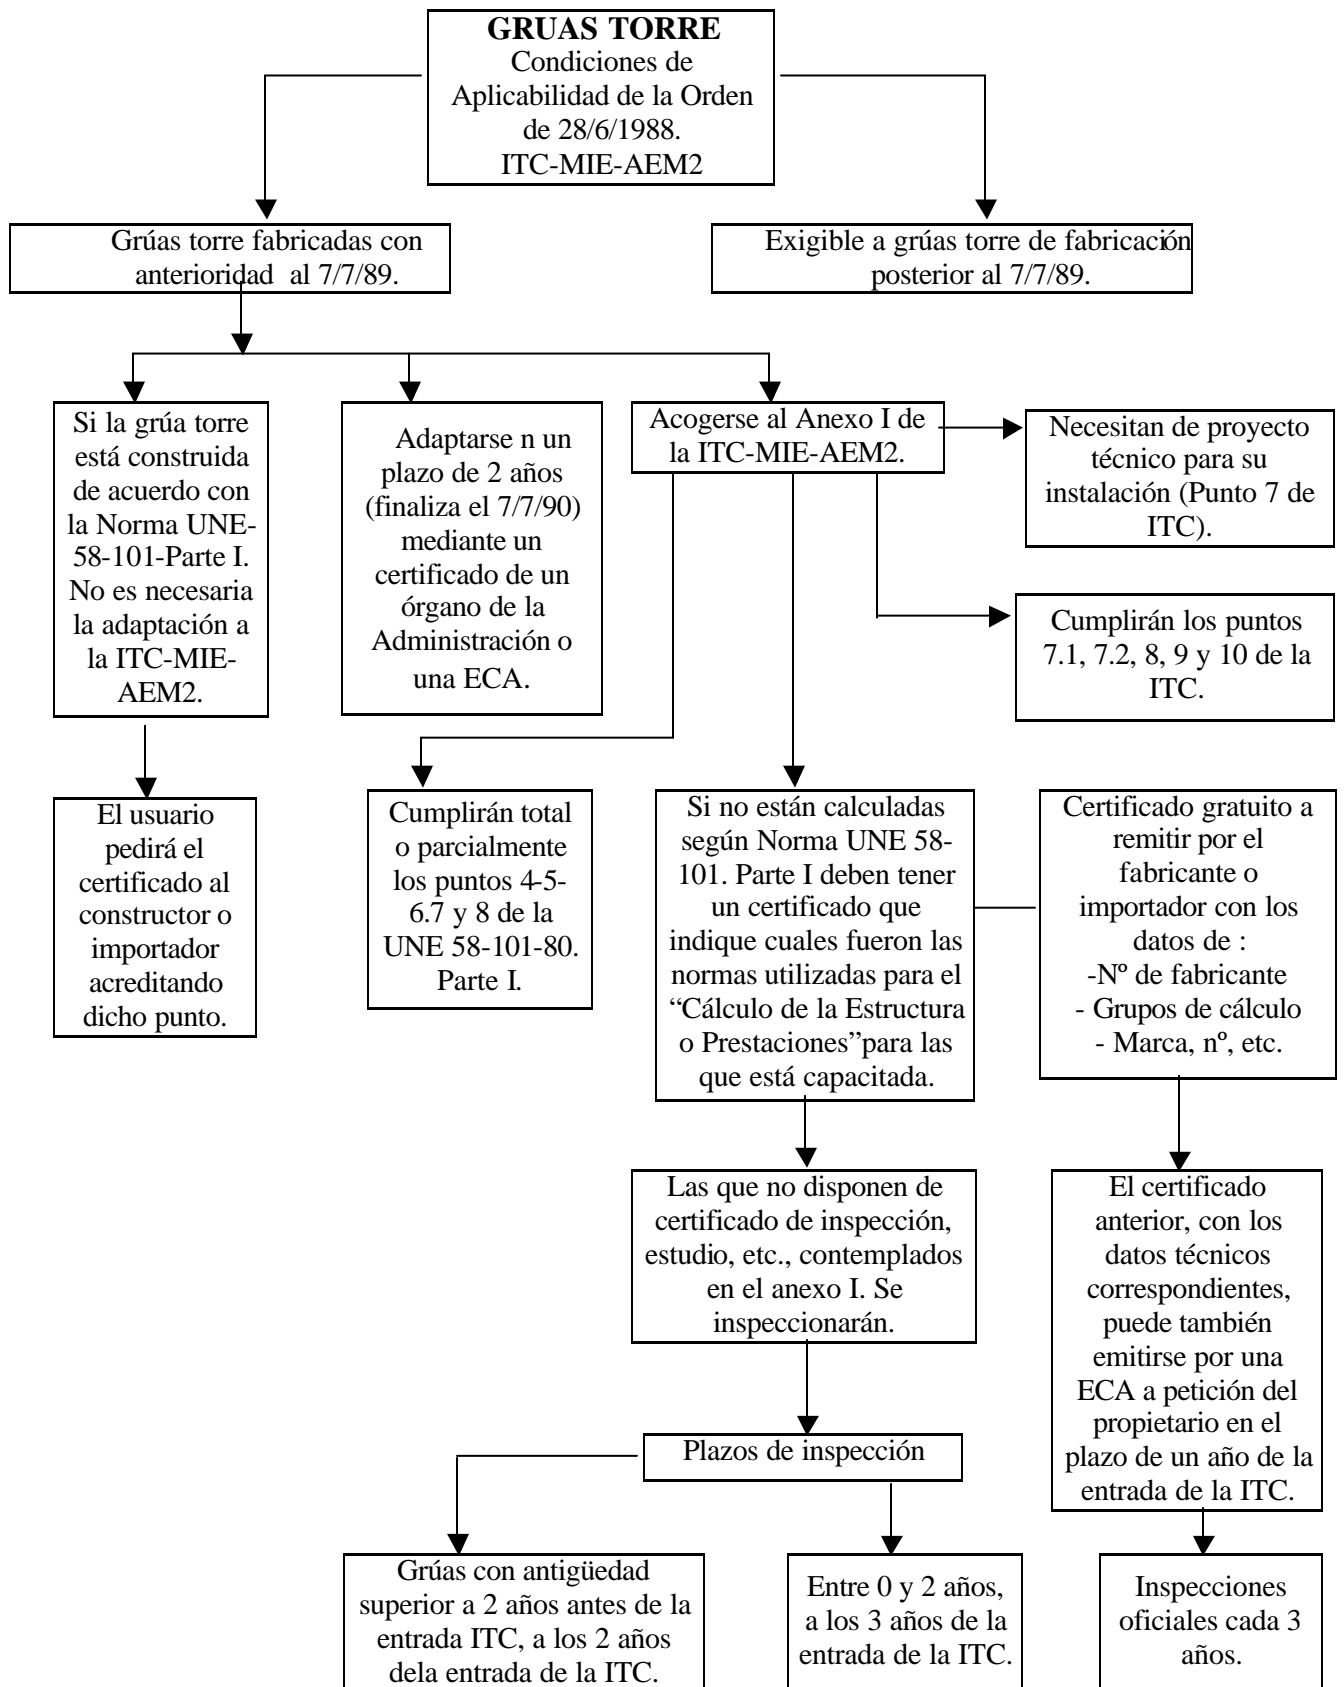 GRUAS TORRE
Condiciones de
Aplicabilidad de la Orden
de 28/6/1988.
ITC-MIE-AEM2
Grúas torre fabricadas con
anterioridad al 7/7/89.
Exigible a grúas torre de fabricación
posterior al 7/7/89.
Si la grúa torre
está construida
de acuerdo con
la Norma UNE-
58-101-Parte I.
No es necesaria
la adaptación a
la ITC-MIE-
AEM2.
Adaptarse n un
plazo de 2 años
(finaliza el 7/7/90)
mediante un
certificado de un
órgano de la
Administración o
una ECA.
Acogerse al Anexo I de
la ITC-MIE-AEM2.
Necesitan de proyecto
técnico para su
instalación (Punto 7 de
ITC).
Cumplirán los puntos
7.1, 7.2, 8, 9 y 10 de la
ITC.
El usuario
pedirá el
certificado al
constructor o
importador
acreditando
dicho punto.
Cumplirán total
o parcialmente
los puntos 4-5-
6.7 y 8 de la
UNE 58-101-80.
Parte I.
Si no están calculadas
según Norma UNE 58-
101. Parte I deben tener
un certificado que
indique cuales fueron las
normas utilizadas para el
“Cálculo de la Estructura
o Prestaciones”para las
que está capacitada.
Certificado gratuito a
remitir por el
fabricante o
importador con los
datos de :
-Nº de fabricante
- Grupos de cálculo
- Marca, nº, etc.
Las que no disponen de
certificado de inspección,
estudio, etc., contemplados
en el anexo I. Se
inspeccionarán.
El certificado
anterior, con los
datos técnicos
correspondientes,
puede también
emitirse por una
ECA a petición del
propietario en el
plazo de un año de la
entrada de la ITC.
Plazos de inspección
Grúas con antigüedad
superior a 2 años antes de la
entrada ITC, a los 2 años
dela entrada de la ITC.
Entre 0 y 2 años,
a los 3 años de la
entrada de la ITC.
Inspecciones
oficiales cada 3
años.